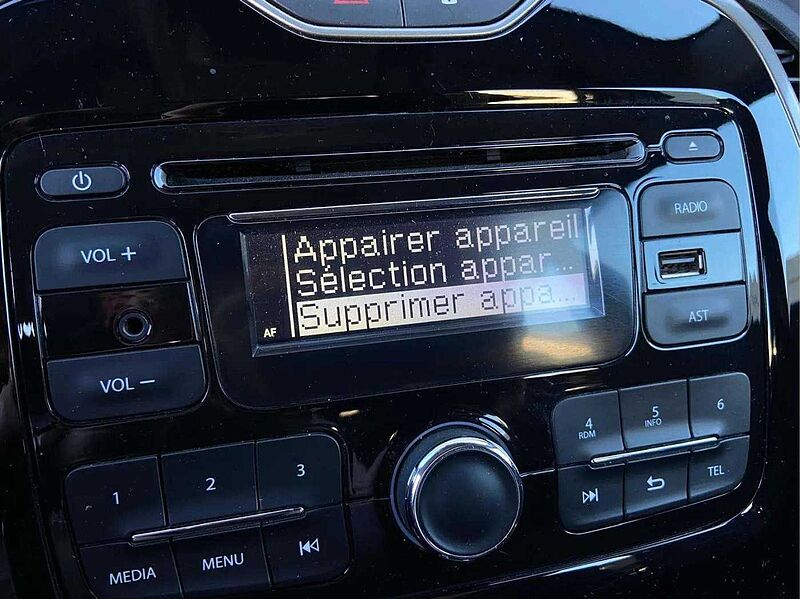 VOL +
VOL −
RADIO
AST
Appairer appareil
Sélection appar...
Supprimer appa...
AF
1
2
3
MEDIA
MENU
4
RDM
5
INFO
6
TEL